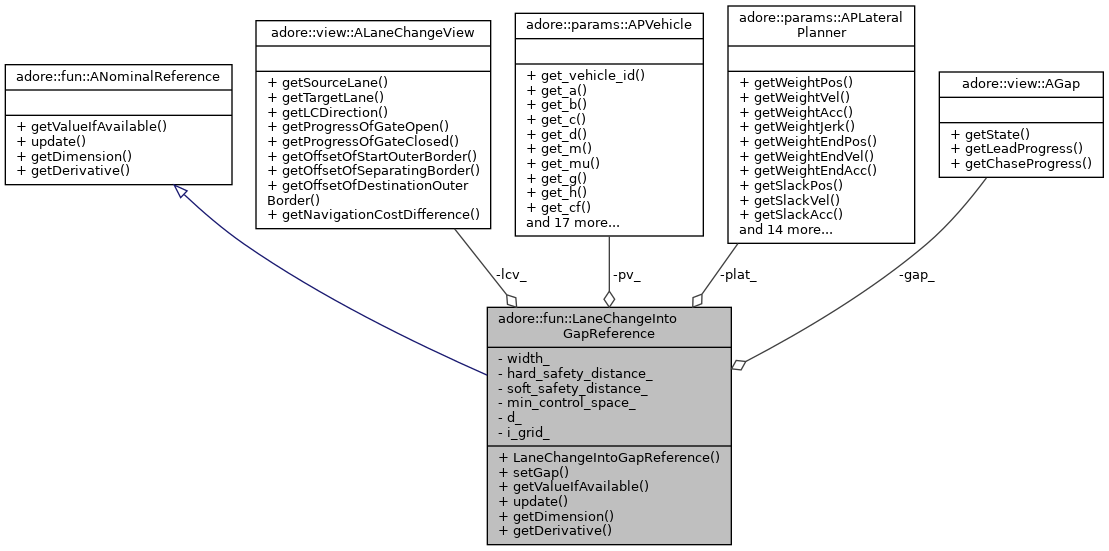 adore::fun::ANominalReference
+ getValueIfAvailable()
+ update()
+ getDimension()
+ getDerivative()
adore::view::ALaneChangeView
+ getSourceLane()
+ getTargetLane()
+ getLCDirection()
+ getProgressOfGateOpen()
+ getProgressOfGateClosed()
+ getOffsetOfStartOuterBorder()
+ getOffsetOfSeparatingBorder()
+ getOffsetOfDestinationOuter
Border()
+ getNavigationCostDifference()
adore::params::APVehicle
+ get_vehicle_id()
+ get_a()
+ get_b()
+ get_c()
+ get_d()
+ get_m()
+ get_mu()
+ get_g()
+ get_h()
+ get_cf()
and 17 more...
adore::params::APLateral
Planner
+ getWeightPos()
+ getWeightVel()
+ getWeightAcc()
+ getWeightJerk()
+ getWeightEndPos()
+ getWeightEndVel()
+ getWeightEndAcc()
+ getSlackPos()
+ getSlackVel()
+ getSlackAcc()
and 14 more...
adore::view::AGap
+ getState()
+ getLeadProgress()
+ getChaseProgress()
-lcv_
-pv_
-plat_
-gap_
adore::fun::LaneChangeInto
GapReference
- width_
- hard_safety_distance_
- soft_safety_distance_
- min_control_space_
- d_
- i_grid_
+ LaneChangeIntoGapReference()
+ setGap()
+ getValueIfAvailable()
+ update()
+ getDimension()
+ getDerivative()